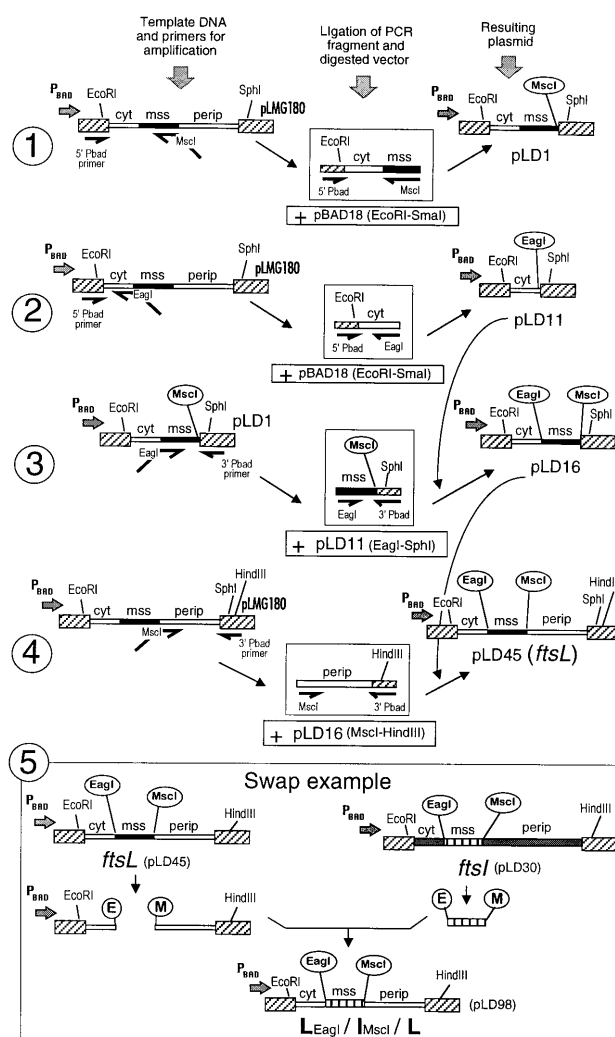 Template DNA
and primers for
amplification
LIgation of PCR
fragment and
digested vector
Resulting
plasmid
1
PBAD
EcoRI
cyt
mss
perip
SphI
pLMG180
5' Pbad
primer
MscI
EcoRI
cyt
mss
5' Pbad
MscI
+ pBAD18 (EcoRI-SmaI)
PBAD
EcoRI
cyt
mss
MscI
SphI
pLD1
2
PBAD
EcoRI
cyt
mss
perip
SphI
pLMG180
5' Pbad
primer
EagI
EcoRI
cyt
5' Pbad
EagI
+ pBAD18 (EcoRI-SmaI)
PBAD
EcoRI
cyt
EagI
SphI
pLD11
3
PBAD
EcoRI
cyt
mss
MscI
SphI
pLD1
EagI
3' Pbad
primer
MscI
mss
SphI
EagI
3' Pbad
+ pLD11 (EagI-SphI)
PBAD
EcoRI
cyt
EagI
mss
MscI
SphI
pLD16
4
PBAD
EcoRI
cyt
mss
perip
SphI
HindIII
pLMG180
MscI
3' Pbad
primer
perip
HindIII
MscI
3' Pbad
+ pLD16 (MscI-HindIII)
PBAD
EcoRI
cyt
EagI
mss
MscI
perip
SphI
HindI
pLD45 (ftsL)
5
Swap example
PBAD
EcoRI
cyt
EagI
mss
MscI
perip
HindIII
ftsL (pLD45)
PBAD
EcoRI
cyt
EagI
mss
MscI
perip
HindIII
ftsI (pLD30)
PBAD
EcoRI
E
M
HindIII
E
M
PBAD
EcoRI
cyt
EagI
mss
MscI
perip
HindIII
(pLD98)
LEagI / IMscI / L